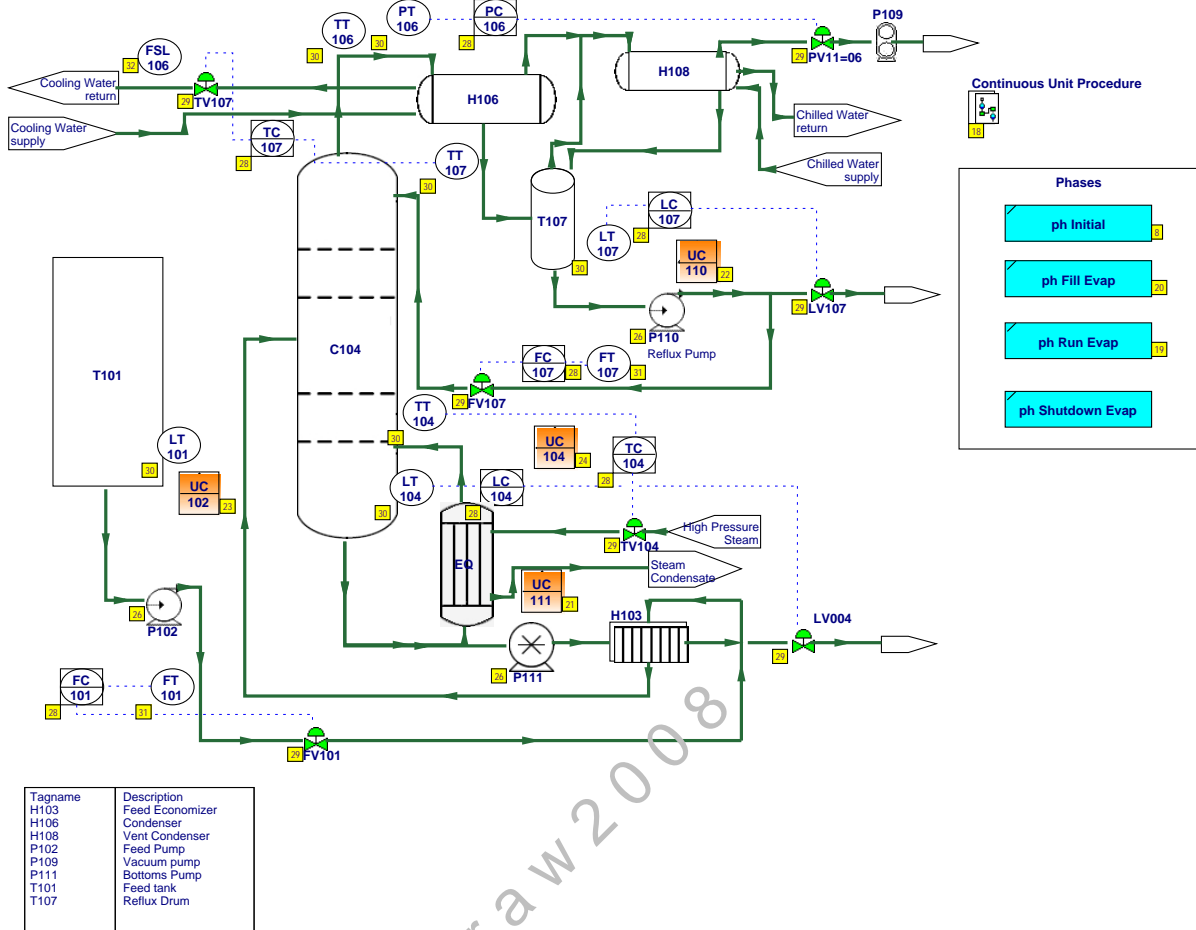 PT
106
PC
106
P109
TT
106
FSL
106
30
30
28
29
PV11=06
32
Cooling Water
return
29
TV107
H106
H108
Continuous Unit Procedure
18
Cooling Water
supply
TC
107
28
TT
107
30
Chilled Water
return
Chilled Water
supply
Phases
ph Initial
8
ph Fill Evap
20
ph Run Evap
19
ph Shutdown Evap
T107
30
LT
107
LC
107
28
UC
110
22
29
LV107
26
P110
Reflux Pump
T101
C104
FC
107
28
FT
107
31
29
FV107
TT
104
30
UC
104
24
TC
104
28
LT
101
30
UC
102
23
LT
104
30
LC
104
28
EQ
29
TV104
High Pressure
Steam
Steam
Condensate
UC
111
21
26
P102
26
P111
H103
LV004
29
FC
101
28
FT
101
31
29
FV101
Tagname Description
H103 Feed Economizer
H106 Condenser
H108 Vent Condenser
P102 Feed Pump
P109 Vacuum pump
P111 Bottoms Pump
T101 Feed tank
T107 Reflux Drum
raw2008